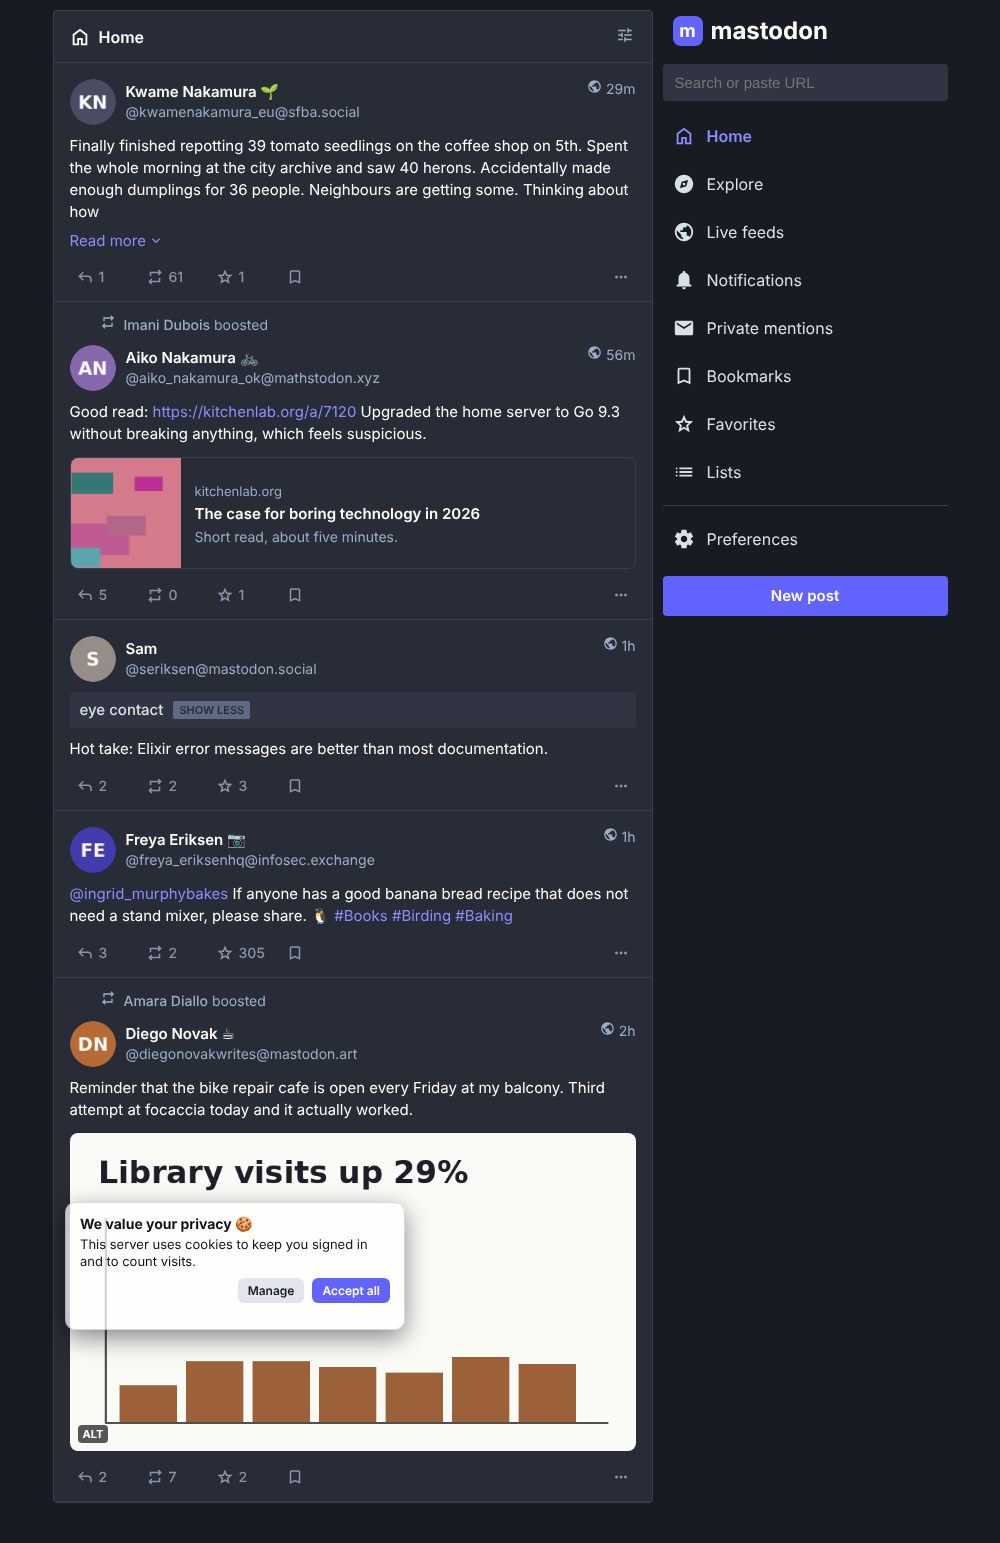 Home
KN
Kwame Nakamura 🌱
29m
@kwamenakamura_eu@sfba.social
Finally finished repotting 39 tomato seedlings on the coffee shop on 5th. Spent
the whole morning at the city archive and saw 40 herons. Accidentally made
enough dumplings for 36 people. Neighbours are getting some. Thinking about
how
Read more
1 61 1
Imani Dubois boosted
AN
Aiko Nakamura 🚲
56m
@aiko_nakamura_ok@mathstodon.xyz
Good read: https://kitchenlab.org/a/7120 Upgraded the home server to Go 9.3
without breaking anything, which feels suspicious.
kitchenlab.org
The case for boring technology in 2026
Short read, about five minutes.
5 0 1
S
Sam
1h
@seriksen@mastodon.social
eye contact SHOW LESS
Hot take: Elixir error messages are better than most documentation.
2 2 3
FE
Freya Eriksen 📷
1h
@freya_eriksenhq@infosec.exchange
@ingrid_murphybakes If anyone has a good banana bread recipe that does not
need a stand mixer, please share. 🐧 #Books #Birding #Baking
3 2 305
Amara Diallo boosted
DN
Diego Novak ☕
2h
@diegonovakwrites@mastodon.art
Reminder that the bike repair cafe is open every Friday at my balcony. Third
attempt at focaccia today and it actually worked.
Library visits up 29%
We value your privacy 🍪
This server uses cookies to keep you signed in
and to count visits.
Manage Accept all
ALT
2 7 2
m mastodon
Search or paste URL
Home
Explore
Live feeds
Notifications
Private mentions
Bookmarks
Favorites
Lists
Preferences
New post